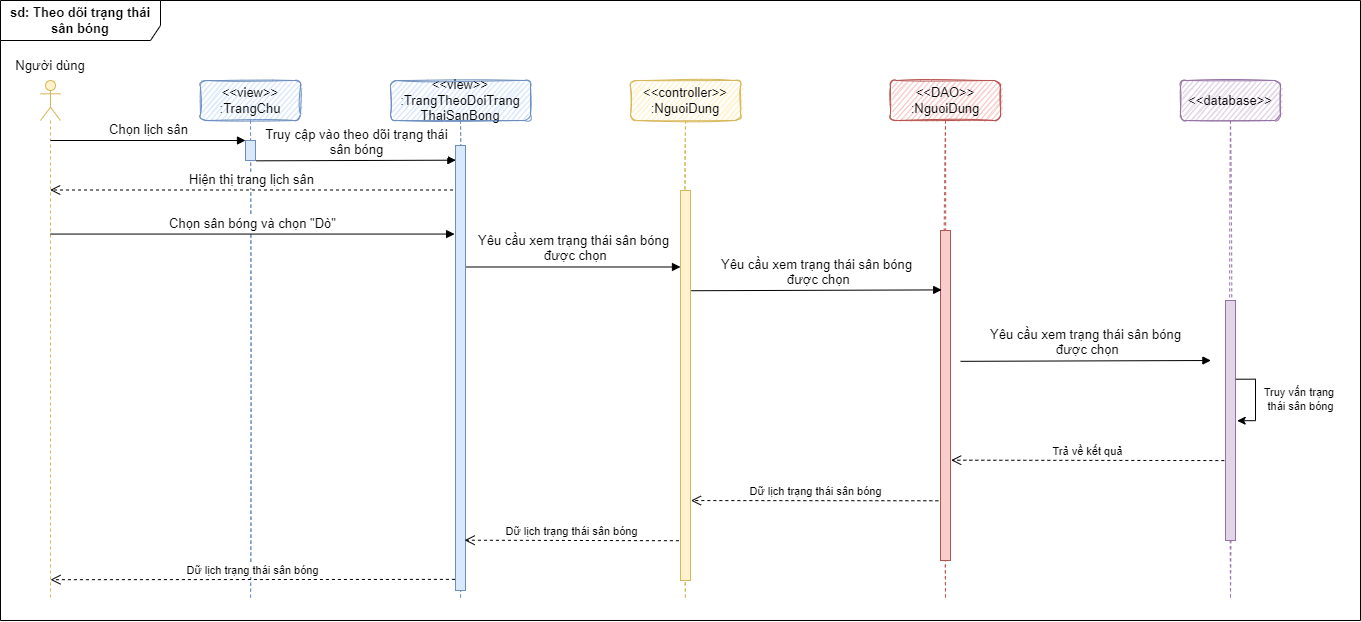 sd: Theo dõi trạng thái
sân bóng
Người dùng
<<view>>
:TrangChu
<<view>>
:TrangTheoDoiTrang
ThaiSanBong
<<controller>>
:NguoiDung
<<DAO>>
:NguoiDung
<<database>>
Chọn lịch sân
Truy cập vào theo dõi trạng thái
sân bóng
Hiện thị trang lịch sân
Chọn sân bóng và chọn "Dò"
Yêu cầu xem trạng thái sân bóng
được chọn
Yêu cầu xem trạng thái sân bóng
được chọn
Yêu cầu xem trạng thái sân bóng
được chọn
Truy vấn trạng
thái sân bóng
Trả về kết quả
Dữ lịch trạng thái sân bóng
Dữ lịch trạng thái sân bóng
Dữ lịch trạng thái sân bóng